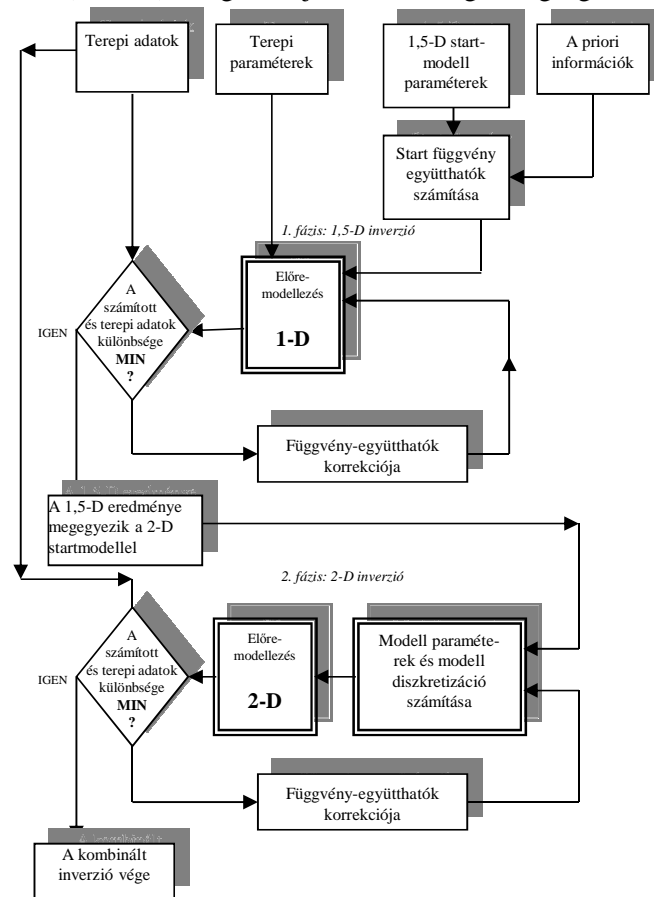 Terepi adatok
Terepi
paraméterek
1,5-D start-
modell
paraméterek
A priori
információk
Start függvény
együtthatók
számítása
1. fázis: 1,5-D inverzió
Előre-
modellezés
1-D
A
számított
és terepi adatok
különbsége
MIN
?
IGEN
Függvény-együtthatók
korrekciója
A 1,5-D eredménye
megegyezik a 2-D
startmodellel
2. fázis: 2-D inverzió
A
számított
és terepi adatok
különbsége
MIN
?
IGEN
Előre-
modellezés
2-D
Modell paraméte-
rek és modell
diszkretizáció
számítása
Függvény-együtthatók
korrekciója
A kombinált
inverzió vége